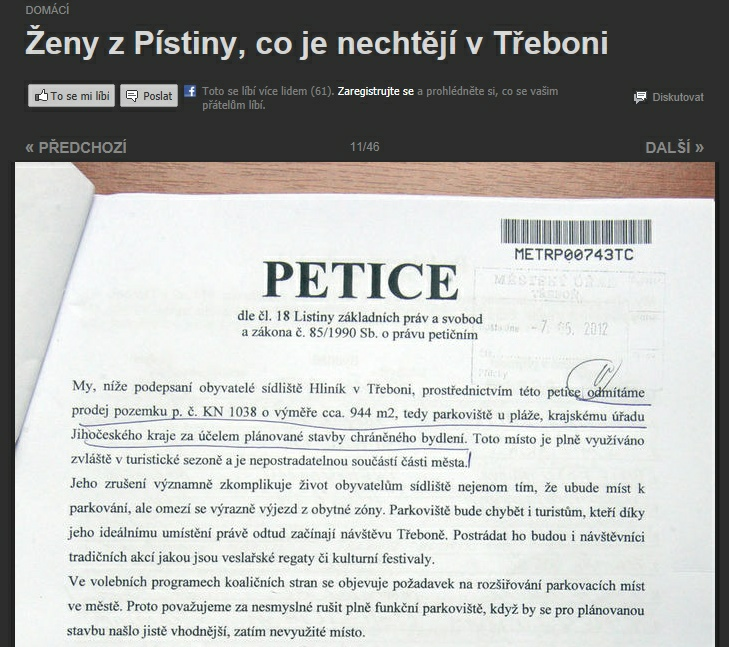 DOMÁCÍ
Ženy z Pístiny, co je nechtějí v Třeboni
To se mi líbí
Poslat
Toto se líbí více lidem (61). Zaregistrujte se a prohlédněte si, co se vašim
přátelům líbí.
Diskutovat
« PŘEDCHOZÍ
11/46
DALŠÍ »
METRP00743TC
PETICE
MĚSTSKÝ ÚŘAD
TŘEBOŇ
dle čl. 18 Listiny základních práv a svobod
a zákona č. 85/1990 Sb. o právu petičním
-7. 05. 2012
My, níže podepsaní obyvatelé sídliště Hliník v Třeboni, prostřednictvím této petice odmítáme
prodej pozemku p. č. KN 1038 o výměře cca. 944 m2, tedy parkoviště u pláže, krajskému úřadu
Jihočeského kraje za účelem plánované stavby chráněného bydlení. Toto místo je plně využíváno
zvláště v turistické sezoně a je nepostradatelnou součástí části města.
Jeho zrušení významně zkomplikuje život obyvatelům sídliště nejenom tím, že ubude míst k
parkování, ale omezí se výrazně výjezd z obytné zóny. Parkoviště bude chybět i turistům, kteří díky
jeho ideálnímu umístění právě odtud začínají návštěvu Třeboně. Postrádat ho budou i návštěvníci
tradičních akcí jakou jsou veslařské regaty či kulturní festivaly.
Ve volebních programech koaličních stran se objevuje požadavek na rozšiřování parkovacích míst
ve městě. Proto považujeme za nesmyslné rušit plně funkční parkoviště, když by se pro plánovanou
stavbu našlo jistě vhodnější, zatím nevyužité místo.